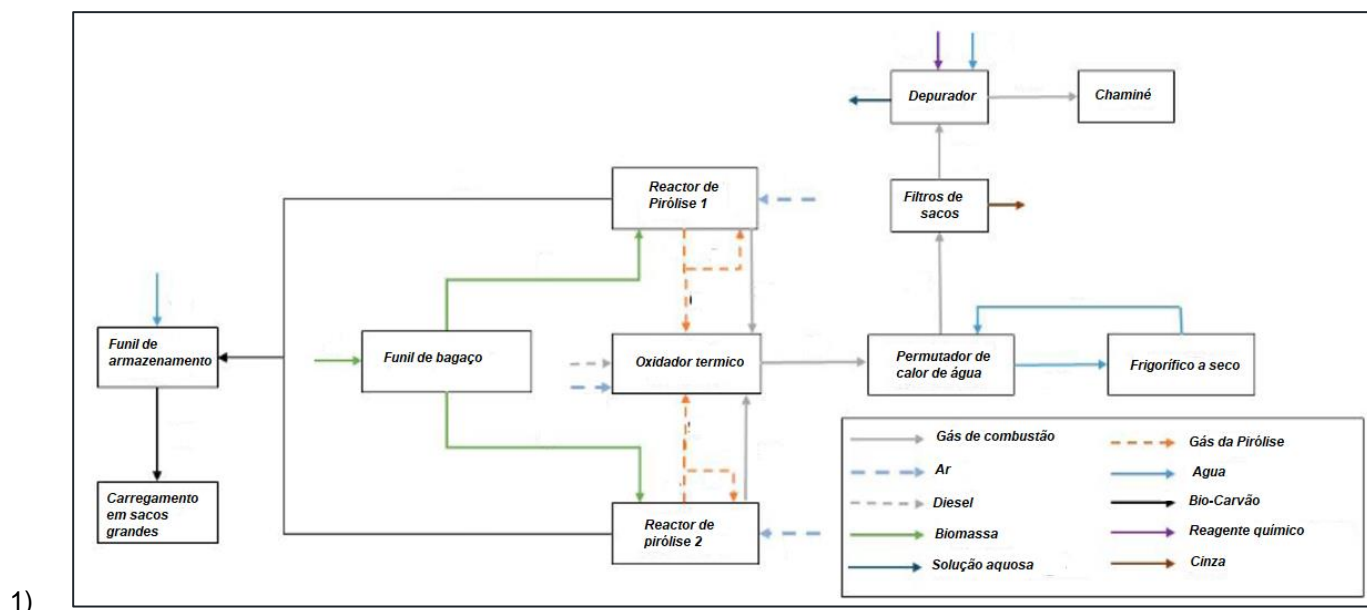 Depurador
Chaminé
Reactor de
Pirólise 1
Filtros de
sacos
Funil de
armazenamento
Funil de bagaço
Oxidador termico
Permutador de
calor de água
Frigorífico a seco
Carregamento
em sacos
grandes
Reactor de
pirólise 2
Gás de combustão
Gás da Pirólise
Ar
Agua
Diesel
Bio-Carvão
Biomassa
Reagente químico
Solução aquosa
Cinza
1)